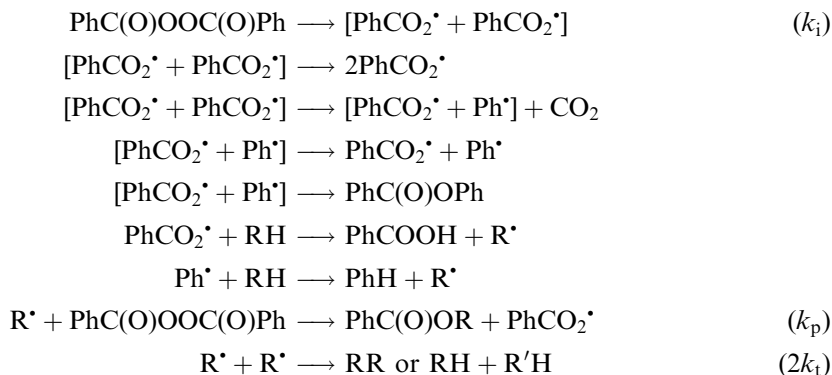 PhC(O)OOC(O)Ph ⟶ [PhCO₂• + PhCO₂•] (kᵢ)
[PhCO₂• + PhCO₂•] ⟶ 2PhCO₂•
[PhCO₂• + PhCO₂•] ⟶ [PhCO₂• + Ph•] + CO₂
[PhCO₂• + Ph•] ⟶ PhCO₂• + Ph•
[PhCO₂• + Ph•] ⟶ PhC(O)OPh
PhCO₂• + RH ⟶ PhCOOH + R•
Ph• + RH ⟶ PhH + R•
R• + PhC(O)OOC(O)Ph ⟶ PhC(O)OR + PhCO₂• (kₚ)
R• + R• ⟶ RR or RH + R′H (2kₜ)